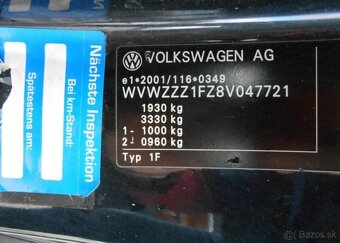 VOLKSWAGEN AG
e1*2001/116*0349
WVWZZZ1FZ8V047721
1930 kg
3330 kg
1- 1000 kg
2- 0960 kg
Typ 1F
Nächste Inspektion
Bei km-Stand:
Spätestens am:
© Bazos.sk